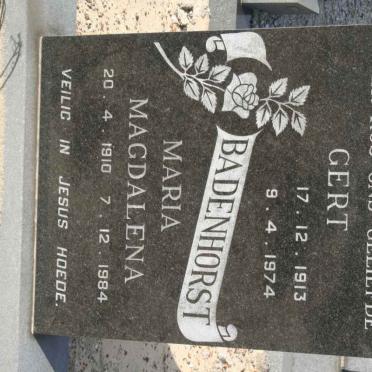 GERT
17. 12. 1913
9. 4. 1974
BADENHORST
MARIA
MAGDALENA
20. 4. 1910 7. 12. 1984
VEILIG IN JESUS HOEDE.